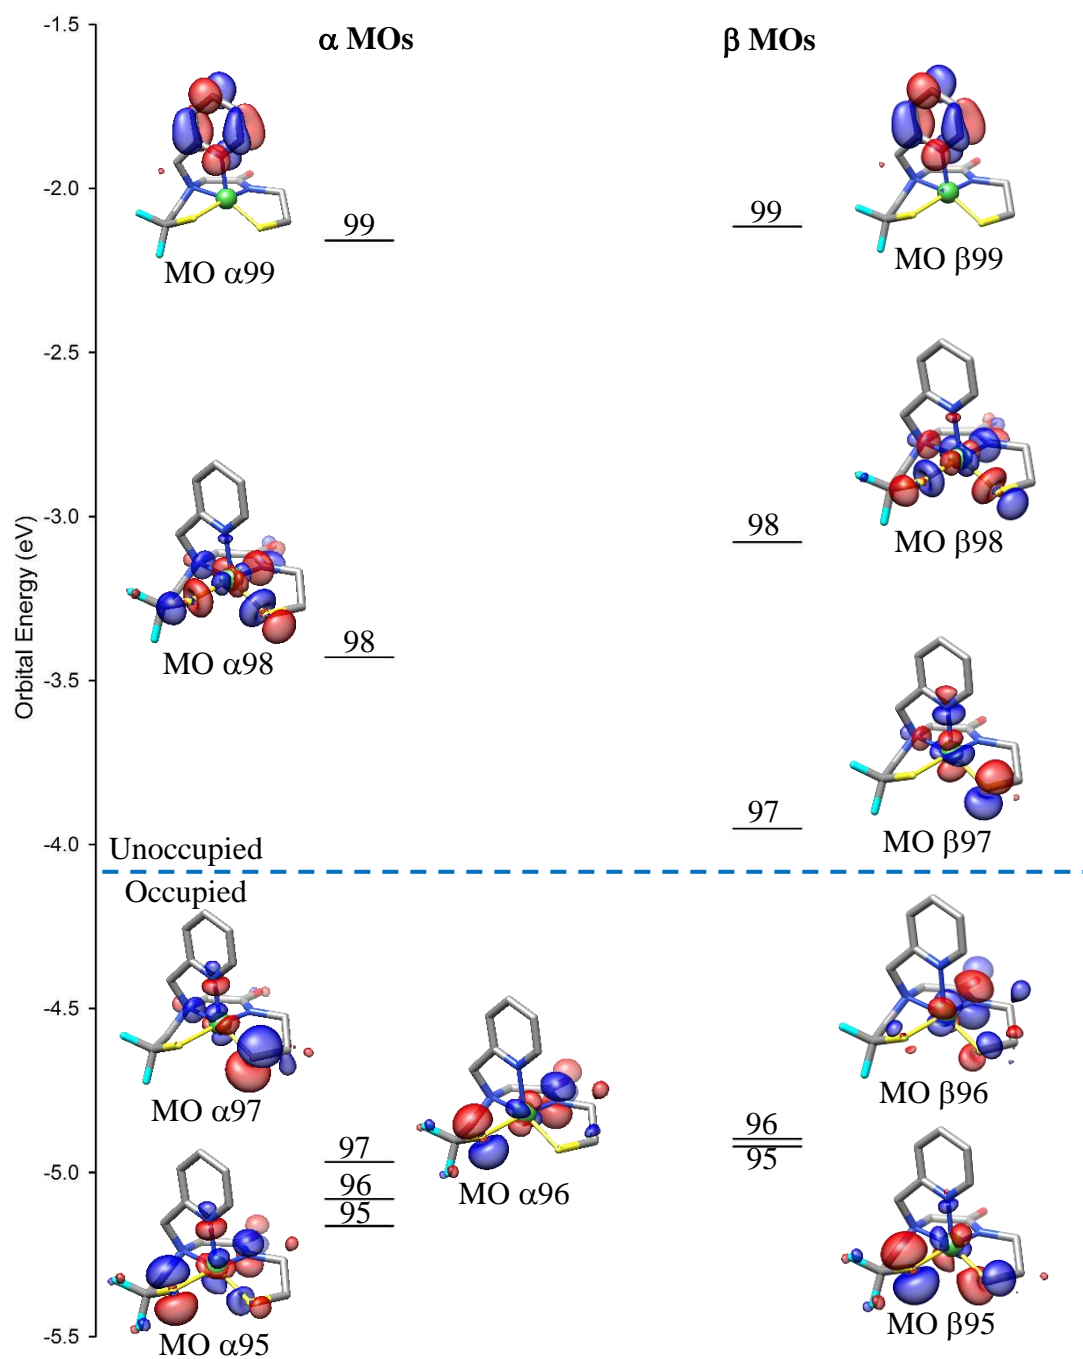 α MOs
β MOs
Orbital Energy (eV)
-1.5
-2.0
-2.5
-3.0
-3.5
-4.0
-4.5
-5.0
-5.5
99
MO α99
99
MO β99
98
MO α98
98
MO β98
97
MO β97
Unoccupied
Occupied
MO α97
MO α96
MO β96
97
96
95
96
95
MO α95
MO β95